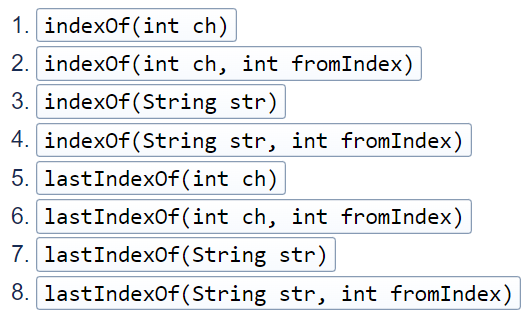 1. indexOf(int ch)
2. indexOf(int ch, int fromIndex)
3. indexOf(String str)
4. indexOf(String str, int fromIndex)
5. lastIndexOf(int ch)
6. lastIndexOf(int ch, int fromIndex)
7. lastIndexOf(String str)
8. lastIndexOf(String str, int fromIndex)